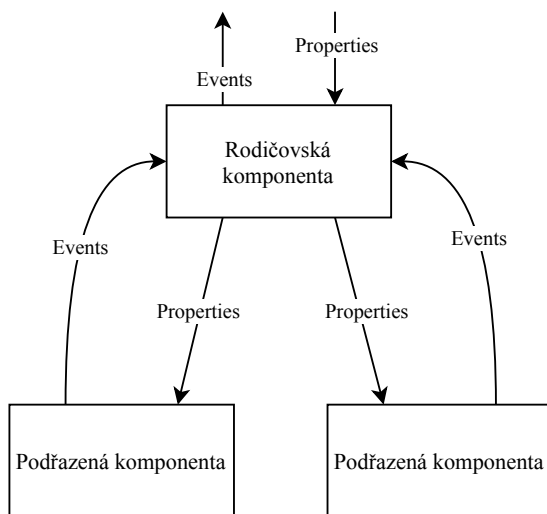 Properties
Events
Rodičovská
komponenta
Events
Events
Properties
Properties
Podřazená komponenta
Podřazená komponenta